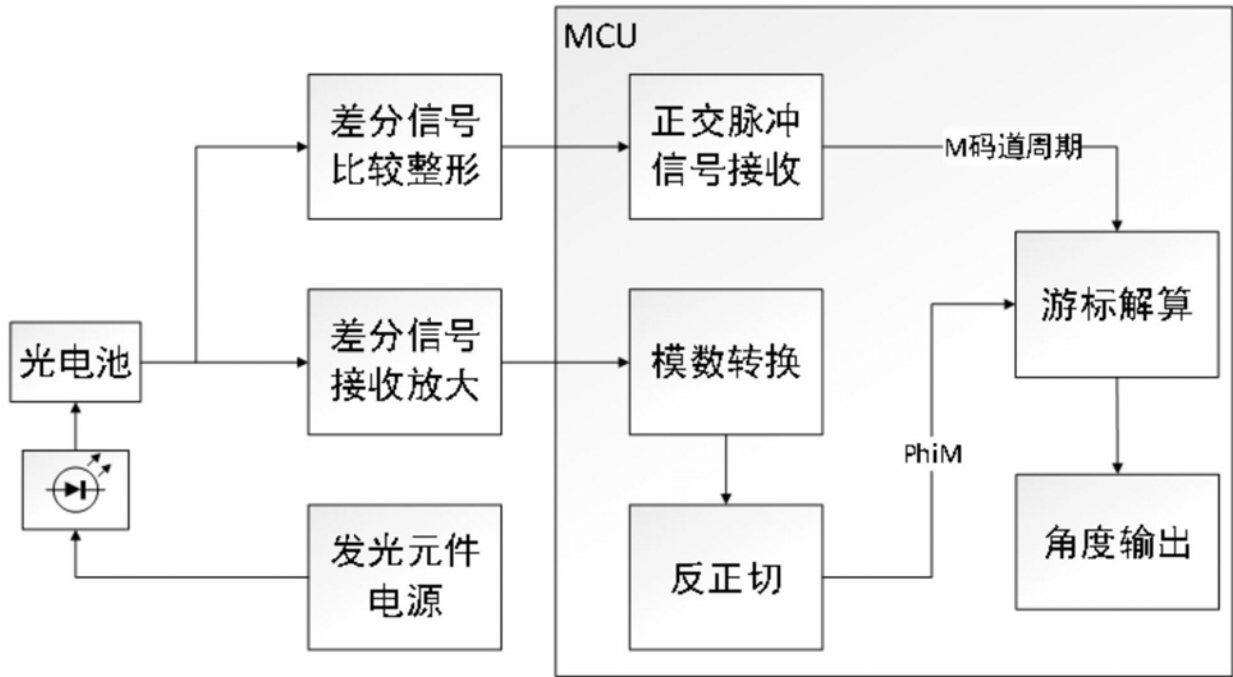 MCU
差分信号
比较整形
正交脉冲
信号接收
M码道周期
游标解算
光电池
差分信号
接收放大
模数转换
PhiM
发光元件
电源
反正切
角度输出